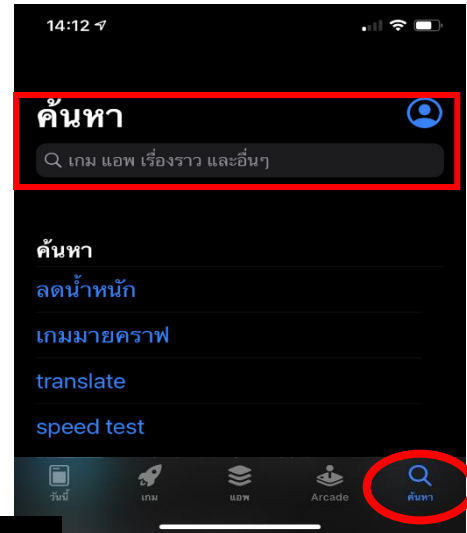 14:12
ค้นหา
เกม แอพ เรื่องราว และอื่นๆ
ค้นหา
ลดน้ำหนัก
เกมมายคราฟ
translate
speed test
วันนี้ เกม แอพ Arcade ค้นหา